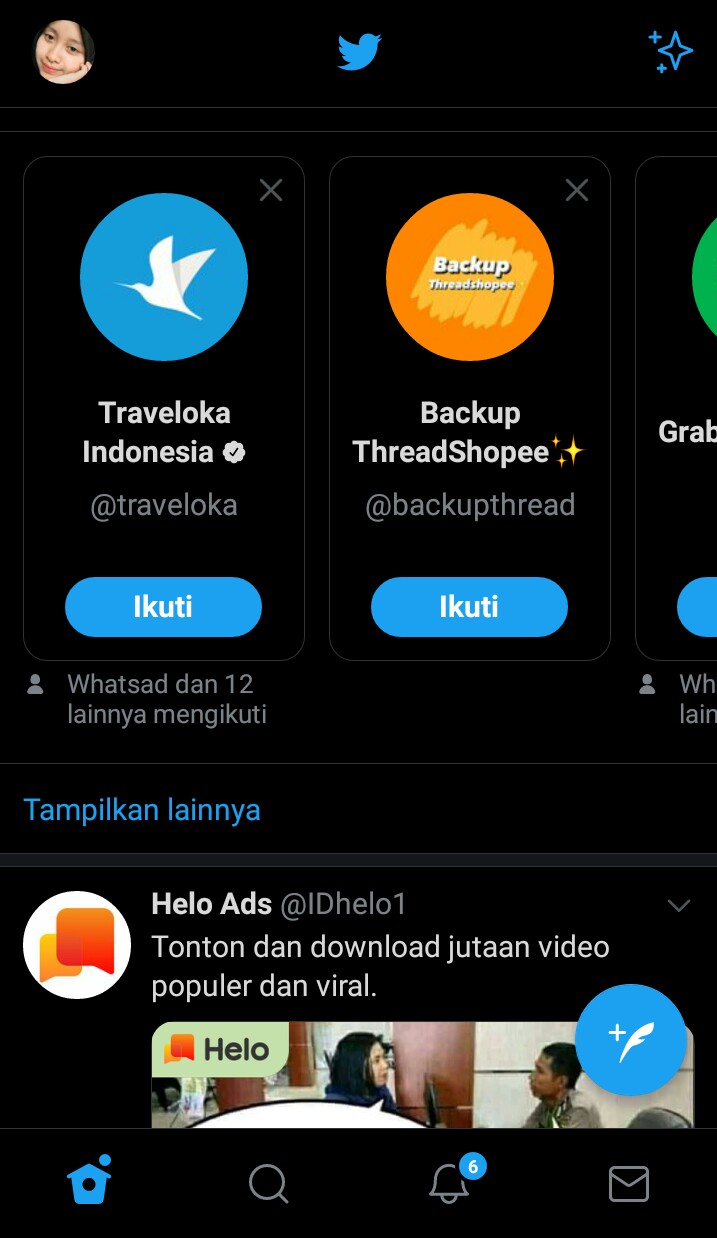 Backup
Threadshopee
Traveloka
Indonesia
@traveloka
Ikuti
Whatsad dan 12
lainnya mengikuti
Backup
ThreadShopee✨
@backupthread
Ikuti
Grab
Wh
lain
Tampilkan lainnya
Helo Ads @IDhelo1
Tonton dan download jutaan video
populer dan viral.
Helo
6